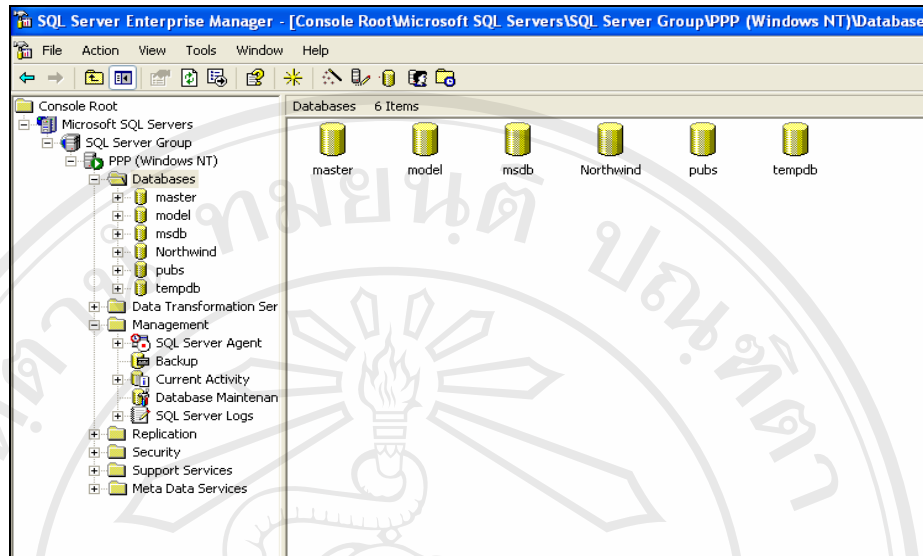 SQL Server Enterprise Manager - [Console Root\Microsoft SQL Servers\SQL Server Group\PPP (Windows NT)\Database
File Action View Tools Window Help
Console Root
Microsoft SQL Servers
SQL Server Group
PPP (Windows NT)
Databases
master
model
msdb
Northwind
pubs
tempdb
Data Transformation Ser
Management
SQL Server Agent
Backup
Current Activity
Database Maintenan
SQL Server Logs
Replication
Security
Support Services
Meta Data Services
Databases 6 Items
master model msdb Northwind pubs tempdb